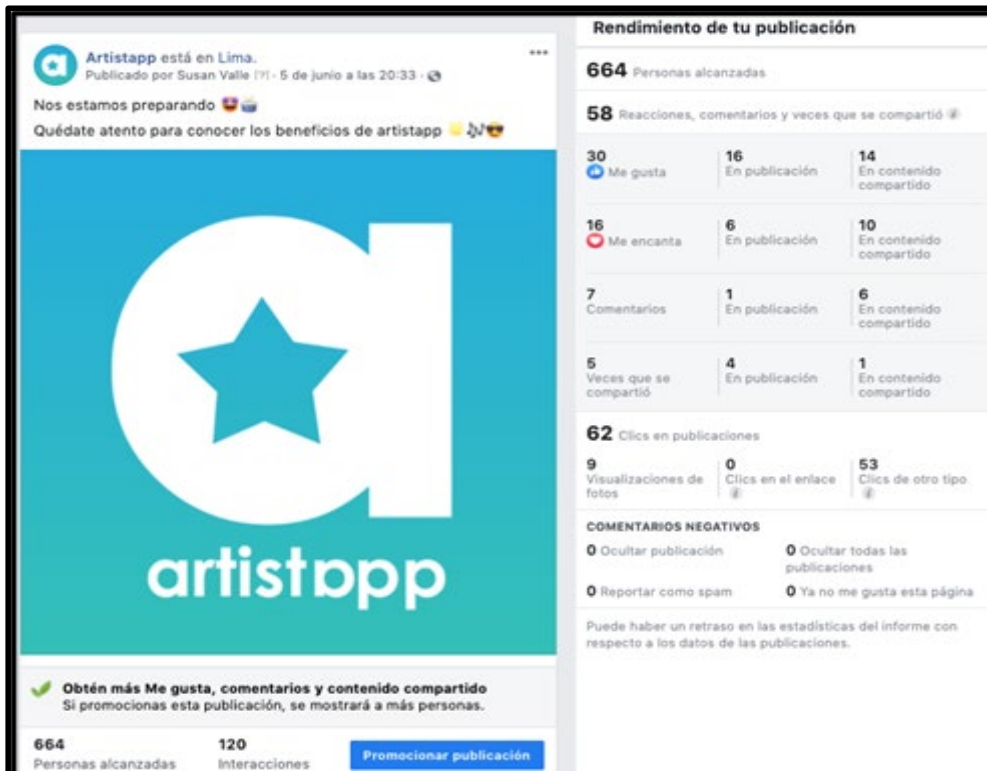 Artistapp está en Lima.
Publicado por Susan Valle [?] · 5 de junio a las 20:33 ·
Nos estamos preparando
Quédate atento para conocer los beneficios de artistapp
a
artistapp
Obtén más Me gusta, comentarios y contenido compartido
Si promocionas esta publicación, se mostrará a más personas.
664
Personas alcanzadas
120
Interacciones
Promocionar publicación
Rendimiento de tu publicación
664 Personas alcanzadas
58 Reacciones, comentarios y veces que se compartió
30
Me gusta
16
En publicación
14
En contenido
compartido
16
Me encanta
6
En publicación
10
En contenido
compartido
7
Comentarios
1
En publicación
6
En contenido
compartido
5
Veces que se
compartió
4
En publicación
1
En contenido
compartido
62 Clics en publicaciones
9
Visualizaciones de
fotos
0
Clics en el enlace
53
Clics de otro tipo
COMENTARIOS NEGATIVOS
0 Ocultar publicación
0 Ocultar todas las
publicaciones
0 Reportar como spam
0 Ya no me gusta esta página
Puede haber un retraso en las estadísticas del informe con
respecto a los datos de las publicaciones.